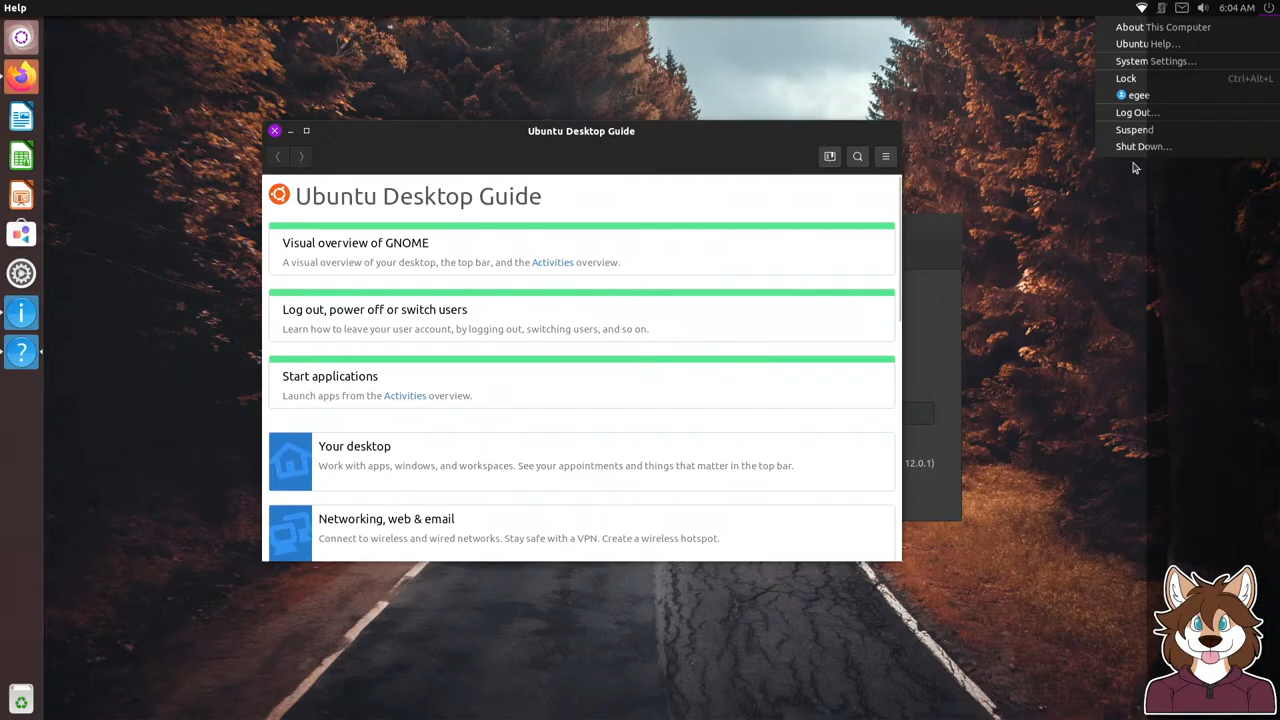 Help
6:04 AM
About This Computer
Ubuntu Help...
System Settings...
Lock Ctrl+Alt+L
egee
Log Out...
Suspend
Shut Down...
Ubuntu Desktop Guide
Ubuntu Desktop Guide
Visual overview of GNOME
A visual overview of your desktop, the top bar, and the Activities overview.
Log out, power off or switch users
Learn how to leave your user account, by logging out, switching users, and so on.
Start applications
Launch apps from the Activities overview.
Your desktop
Work with apps, windows, and workspaces. See your appointments and things that matter in the top bar.
12.0.1)
Networking, web & email
Connect to wireless and wired networks. Stay safe with a VPN. Create a wireless hotspot.